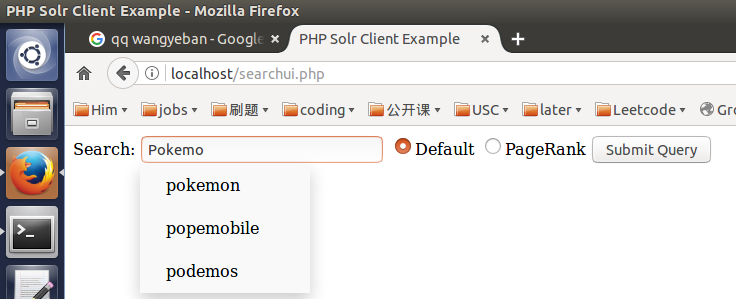 PHP Solr Client Example - Mozilla Firefox
qq wangyeban - Google
PHP Solr Client Example
localhost/searchui.php
Him
jobs
刷题
coding
公开课
USC
later
Leetcode
Gro
Search: Pokemo Default PageRank Submit Query
pokemon
popemobile
podemos